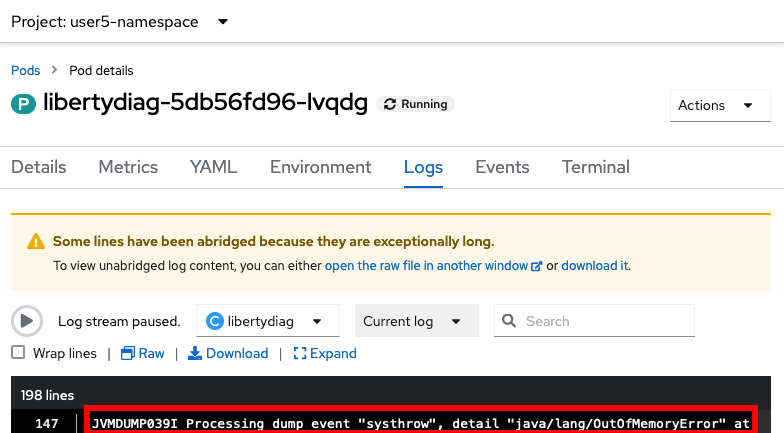 Project: user5-namespace
Pods > Pod details
P libertydiag-5db56fd96-lvqdg Running
Actions
Details Metrics YAML Environment Logs Events Terminal
Some lines have been abridged because they are exceptionally long.
To view unabridged log content, you can either open the raw file in another window or download it.
Log stream paused. C libertydiag Current log Search
Wrap lines | Raw | Download | Expand
198 lines
147 JVMDUMP039I Processing dump event "systhrow", detail "java/lang/OutOfMemoryError" at